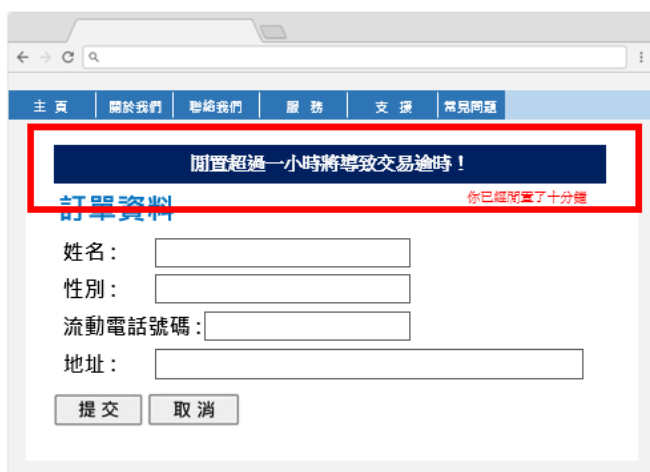 主 頁 關於我們 聯絡我們 服 務 支 援 常見問題
閒置超過一小時將導致交易逾時！
你已經閒置了十分鐘
訂單資料
姓名：
性別：
流動電話號碼：
地址：
提 交 取 消